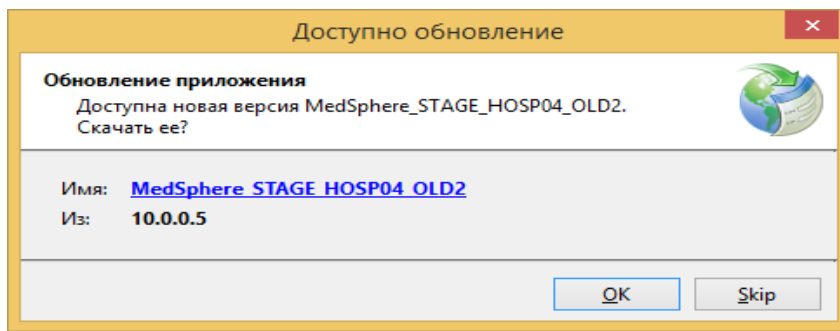 Доступно обновление
Обновление приложения
Доступна новая версия MedSphere_STAGE_HOSP04_OLD2.
Скачать ее?
Имя: MedSphere_STAGE_HOSP04_OLD2
Из: 10.0.0.5
OK Skip